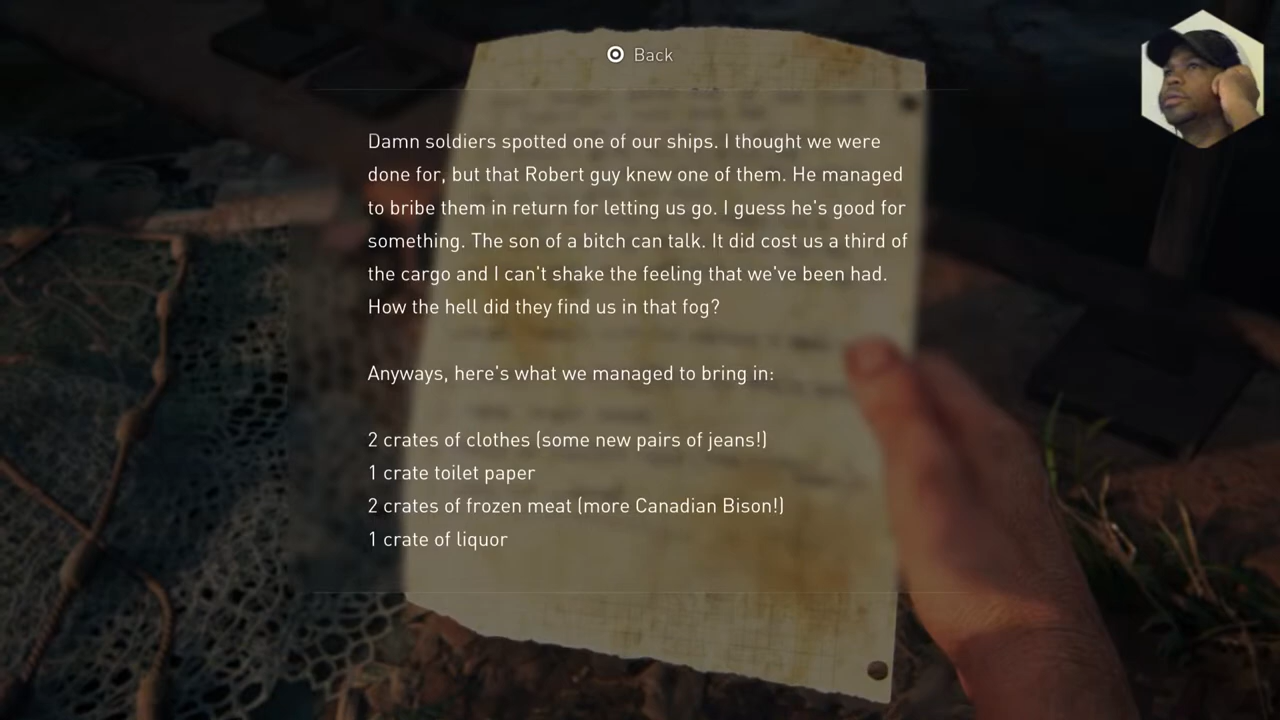 Back
Damn soldiers spotted one of our ships. I thought we were
done for, but that Robert guy knew one of them. He managed
to bribe them in return for letting us go. I guess he's good for
something. The son of a bitch can talk. It did cost us a third of
the cargo and I can't shake the feeling that we've been had.
How the hell did they find us in that fog?
Anyways, here's what we managed to bring in:
2 crates of clothes (some new pairs of jeans!)
1 crate toilet paper
2 crates of frozen meat (more Canadian Bison!)
1 crate of liquor